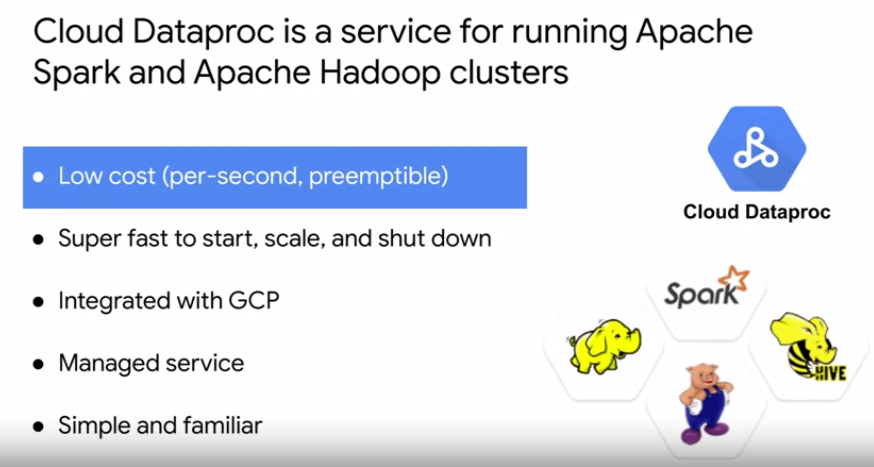 Cloud Dataproc is a service for running Apache
Spark and Apache Hadoop clusters
• Low cost (per-second, preemptible)
• Super fast to start, scale, and shut down
• Integrated with GCP
• Managed service
• Simple and familiar
Cloud Dataproc
Spark
HIVE